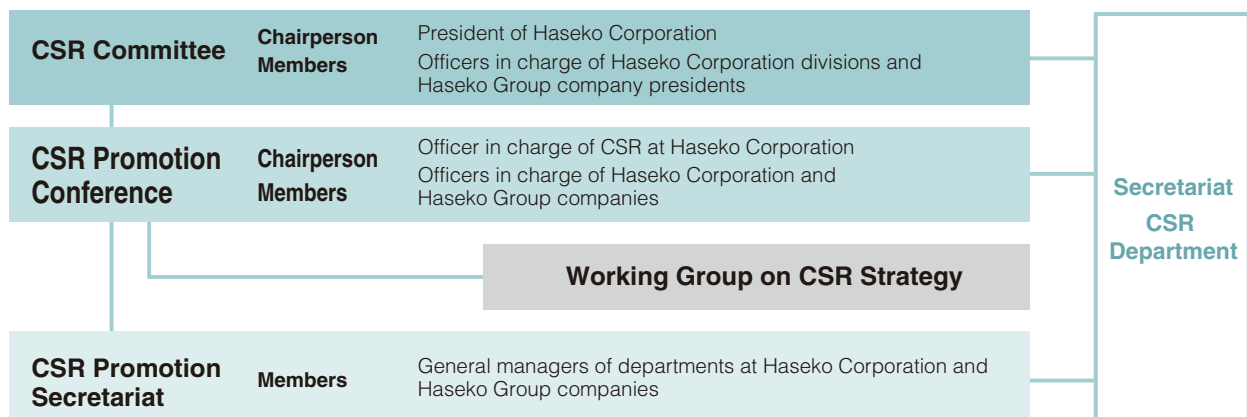 CSR Committee
Chairperson
President of Haseko Corporation
Members
Officers in charge of Haseko Corporation divisions and
Haseko Group company presidents
CSR Promotion
Conference
Chairperson
Officer in charge of CSR at Haseko Corporation
Members
Officers in charge of Haseko Corporation and
Haseko Group companies
Working Group on CSR Strategy
CSR Promotion
Secretariat
Members
General managers of departments at Haseko Corporation and
Haseko Group companies
Secretariat
CSR
Department